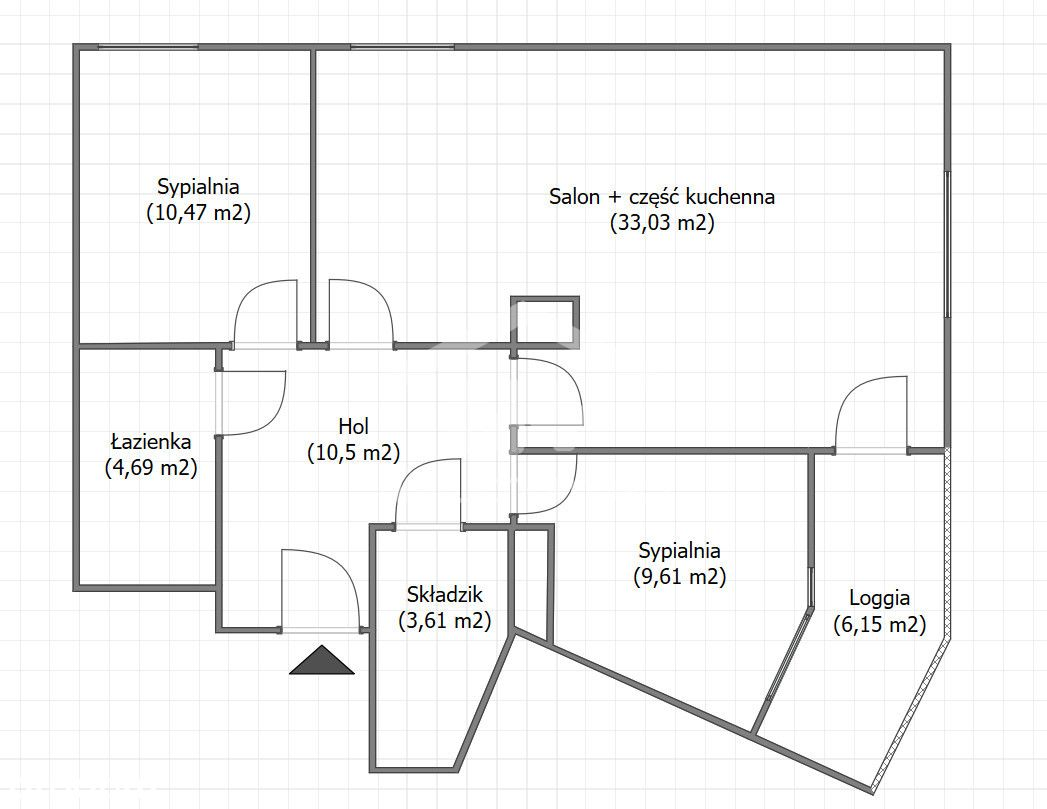 Sypialnia
(10,47 m2)
Salon + część kuchenna
(33,03 m2)
Łazienka
(4,69 m2)
Hol
(10,5 m2)
Sypialnia
(9,61 m2)
Składzik
(3,61 m2)
Loggia
(6,15 m2)